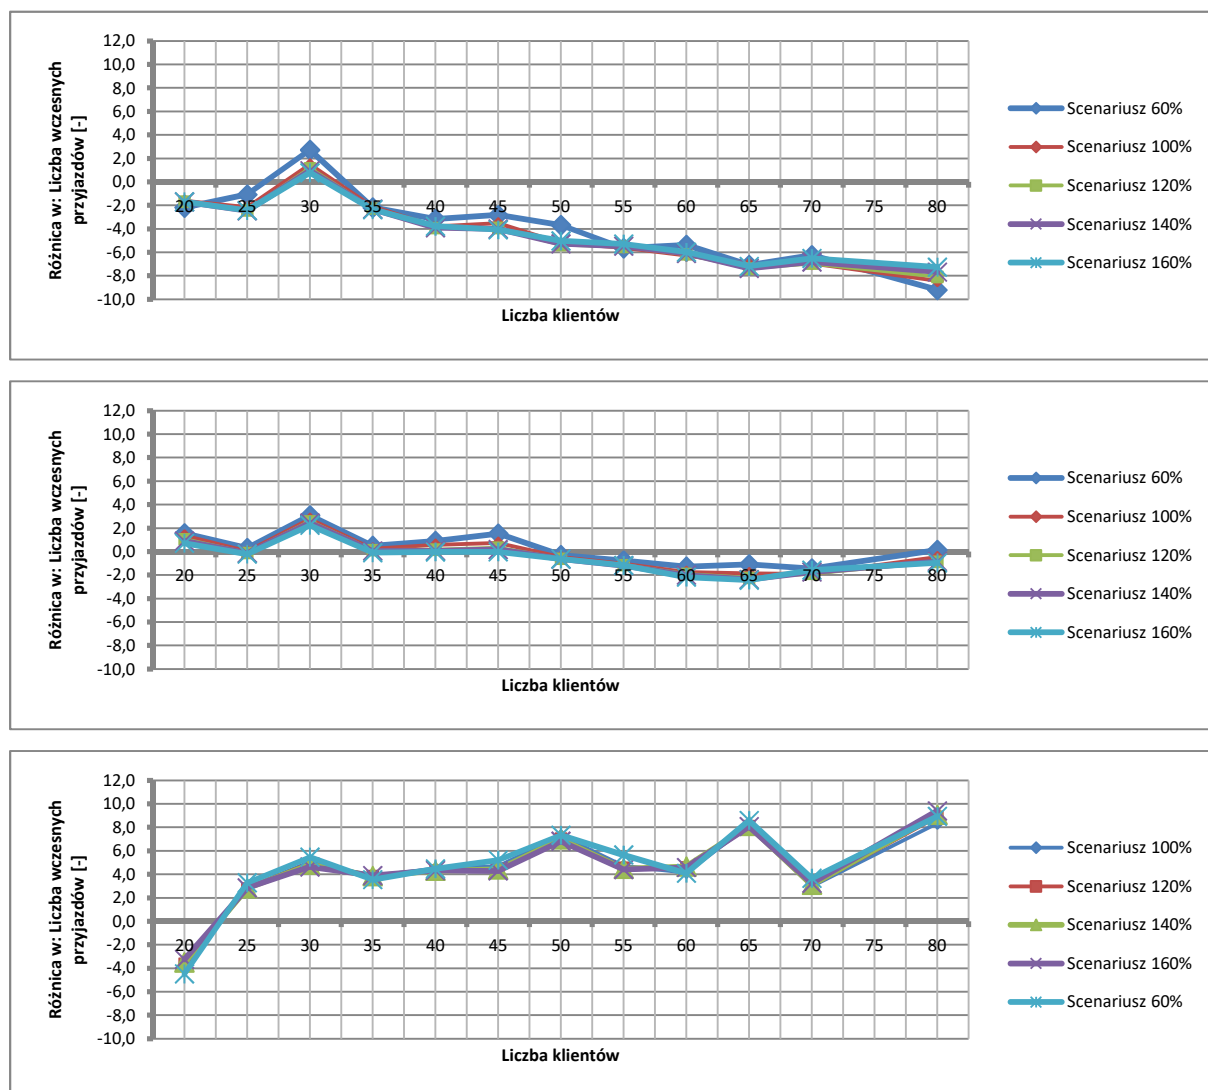 Różnica w: Liczba wczesnych
przyjazdów [-]
12,0
10,0
8,0
6,0
4,0
2,0
0,0
-2,0
-4,0
-6,0
-8,0
-10,0
20 25 30 35 40 45 50 55 60 65 70 75 80
Liczba klientów
Scenariusz 60%
Scenariusz 100%
Scenariusz 120%
Scenariusz 140%
Scenariusz 160%
Różnica w: Liczba wczesnych
przyjazdów [-]
12,0
10,0
8,0
6,0
4,0
2,0
0,0
-2,0
-4,0
-6,0
-8,0
-10,0
20 25 30 35 40 45 50 55 60 65 70 75 80
Liczba klientów
Scenariusz 60%
Scenariusz 100%
Scenariusz 120%
Scenariusz 140%
Scenariusz 160%
Różnica w: Liczba wczesnych
przyjazdów [-]
12,0
10,0
8,0
6,0
4,0
2,0
0,0
-2,0
-4,0
-6,0
-8,0
-10,0
20 25 30 35 40 45 50 55 60 65 70 75 80
Liczba klientów
Scenariusz 100%
Scenariusz 120%
Scenariusz 140%
Scenariusz 160%
Scenariusz 60%